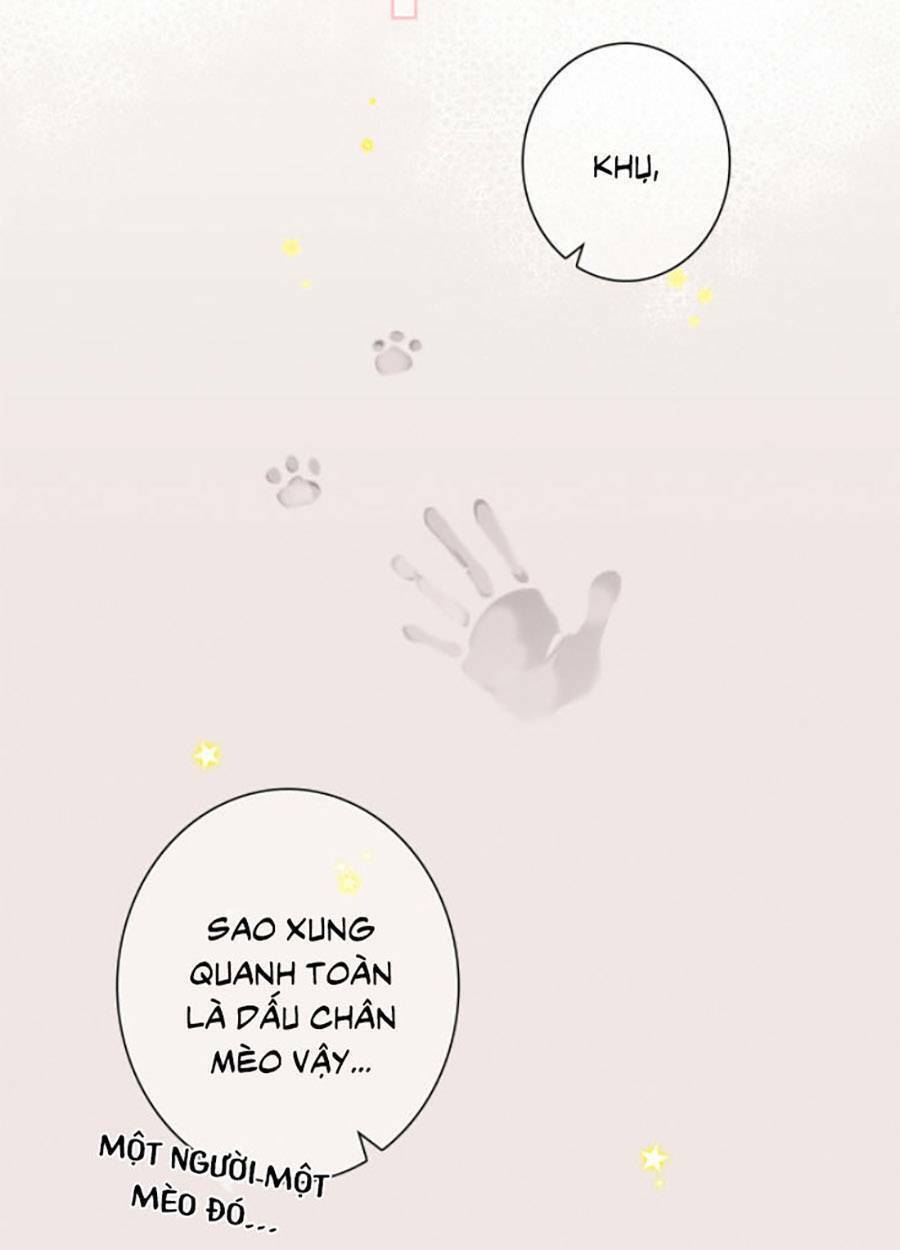 KHỤ,
SAO XUNG
QUANH TOÀN
LÀ DẤU CHÂN
MÈO VẬY...
MỘT NGƯỜI-MỘT
MÈO ĐÓ...